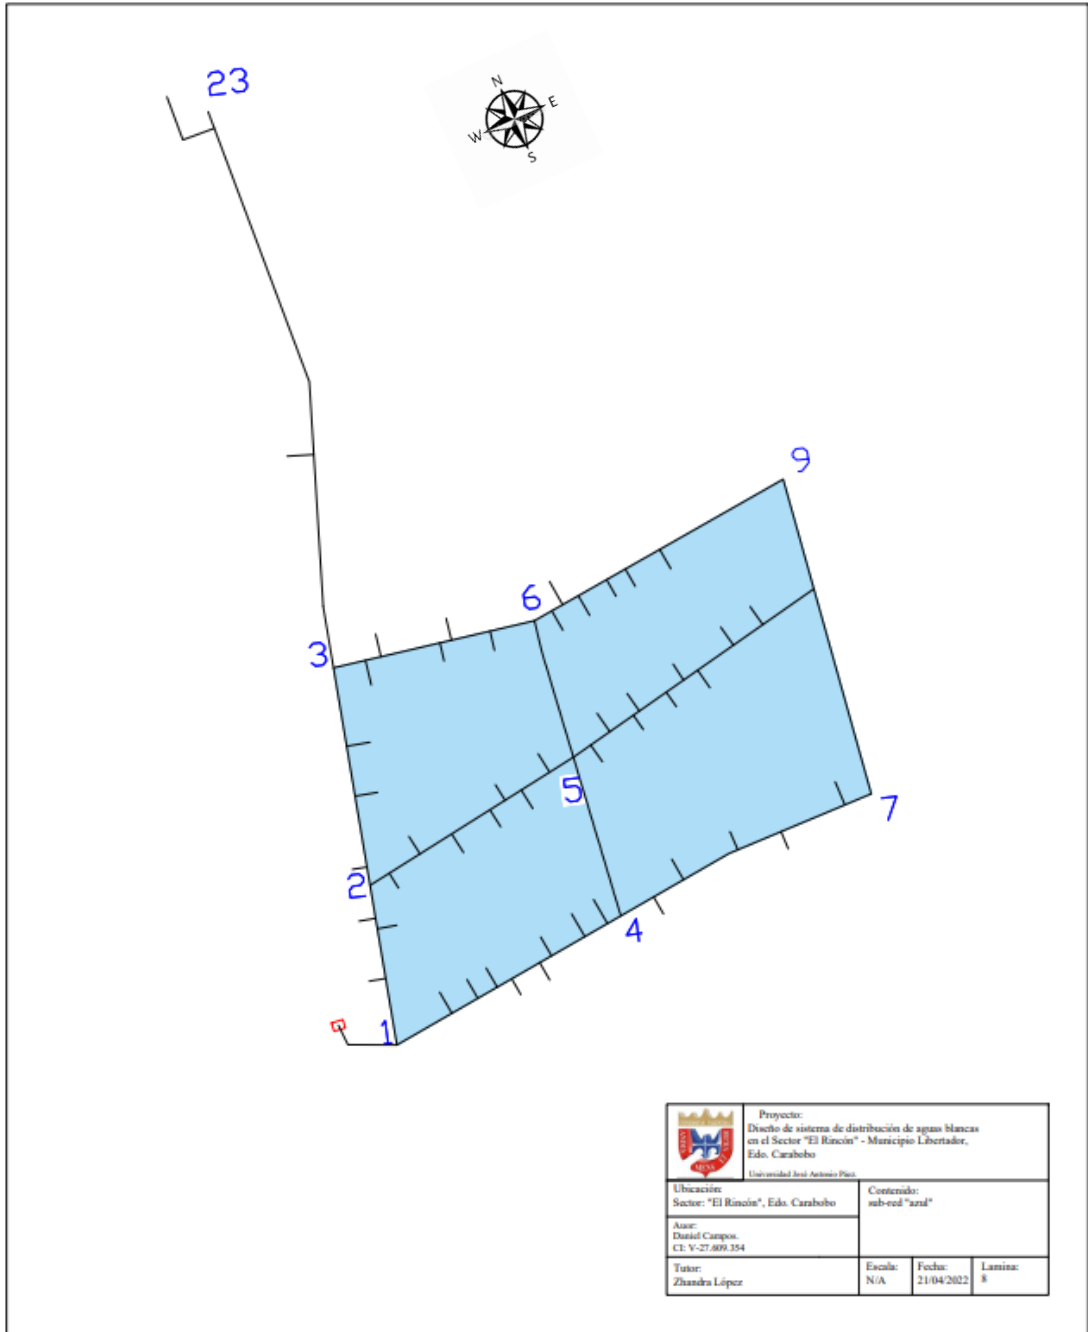 23
N
E
W
S
9
6
3
5
2
7
4
1
Proyecto:
Diseño de sistema de distribución de aguas blancas
en el Sector "El Rincón" - Municipio Libertador,
Edo. Carabobo
Universidad José Antonio Páez.
Ubicación:
Sector: "El Rincón", Edo. Carabobo
Contenido:
sub-red "azul"
Auor:
Daniel Campos.
CI: V-27.609.354
Tutor:
Zhandra López
Escala:
N/A
Fecha:
21/04/2022
Lamina:
8